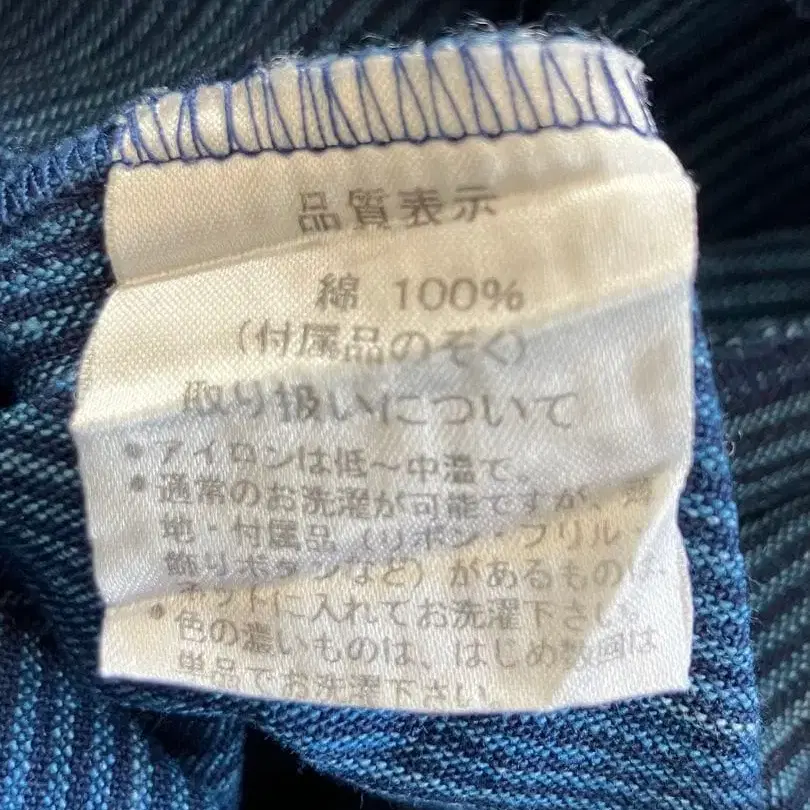 品質表示
綿 100%
(付属品のぞく)
取り扱いについて
•アイロンは低〜中温で。
•通常のお洗濯が可能ですが、薄
地・付属品(リボン・フリル・
飾りボタンなど)があるものは
ネットに入れてお洗濯下さい。
•色の濃いものは、はじめ数回は
単品でお洗濯下さい。